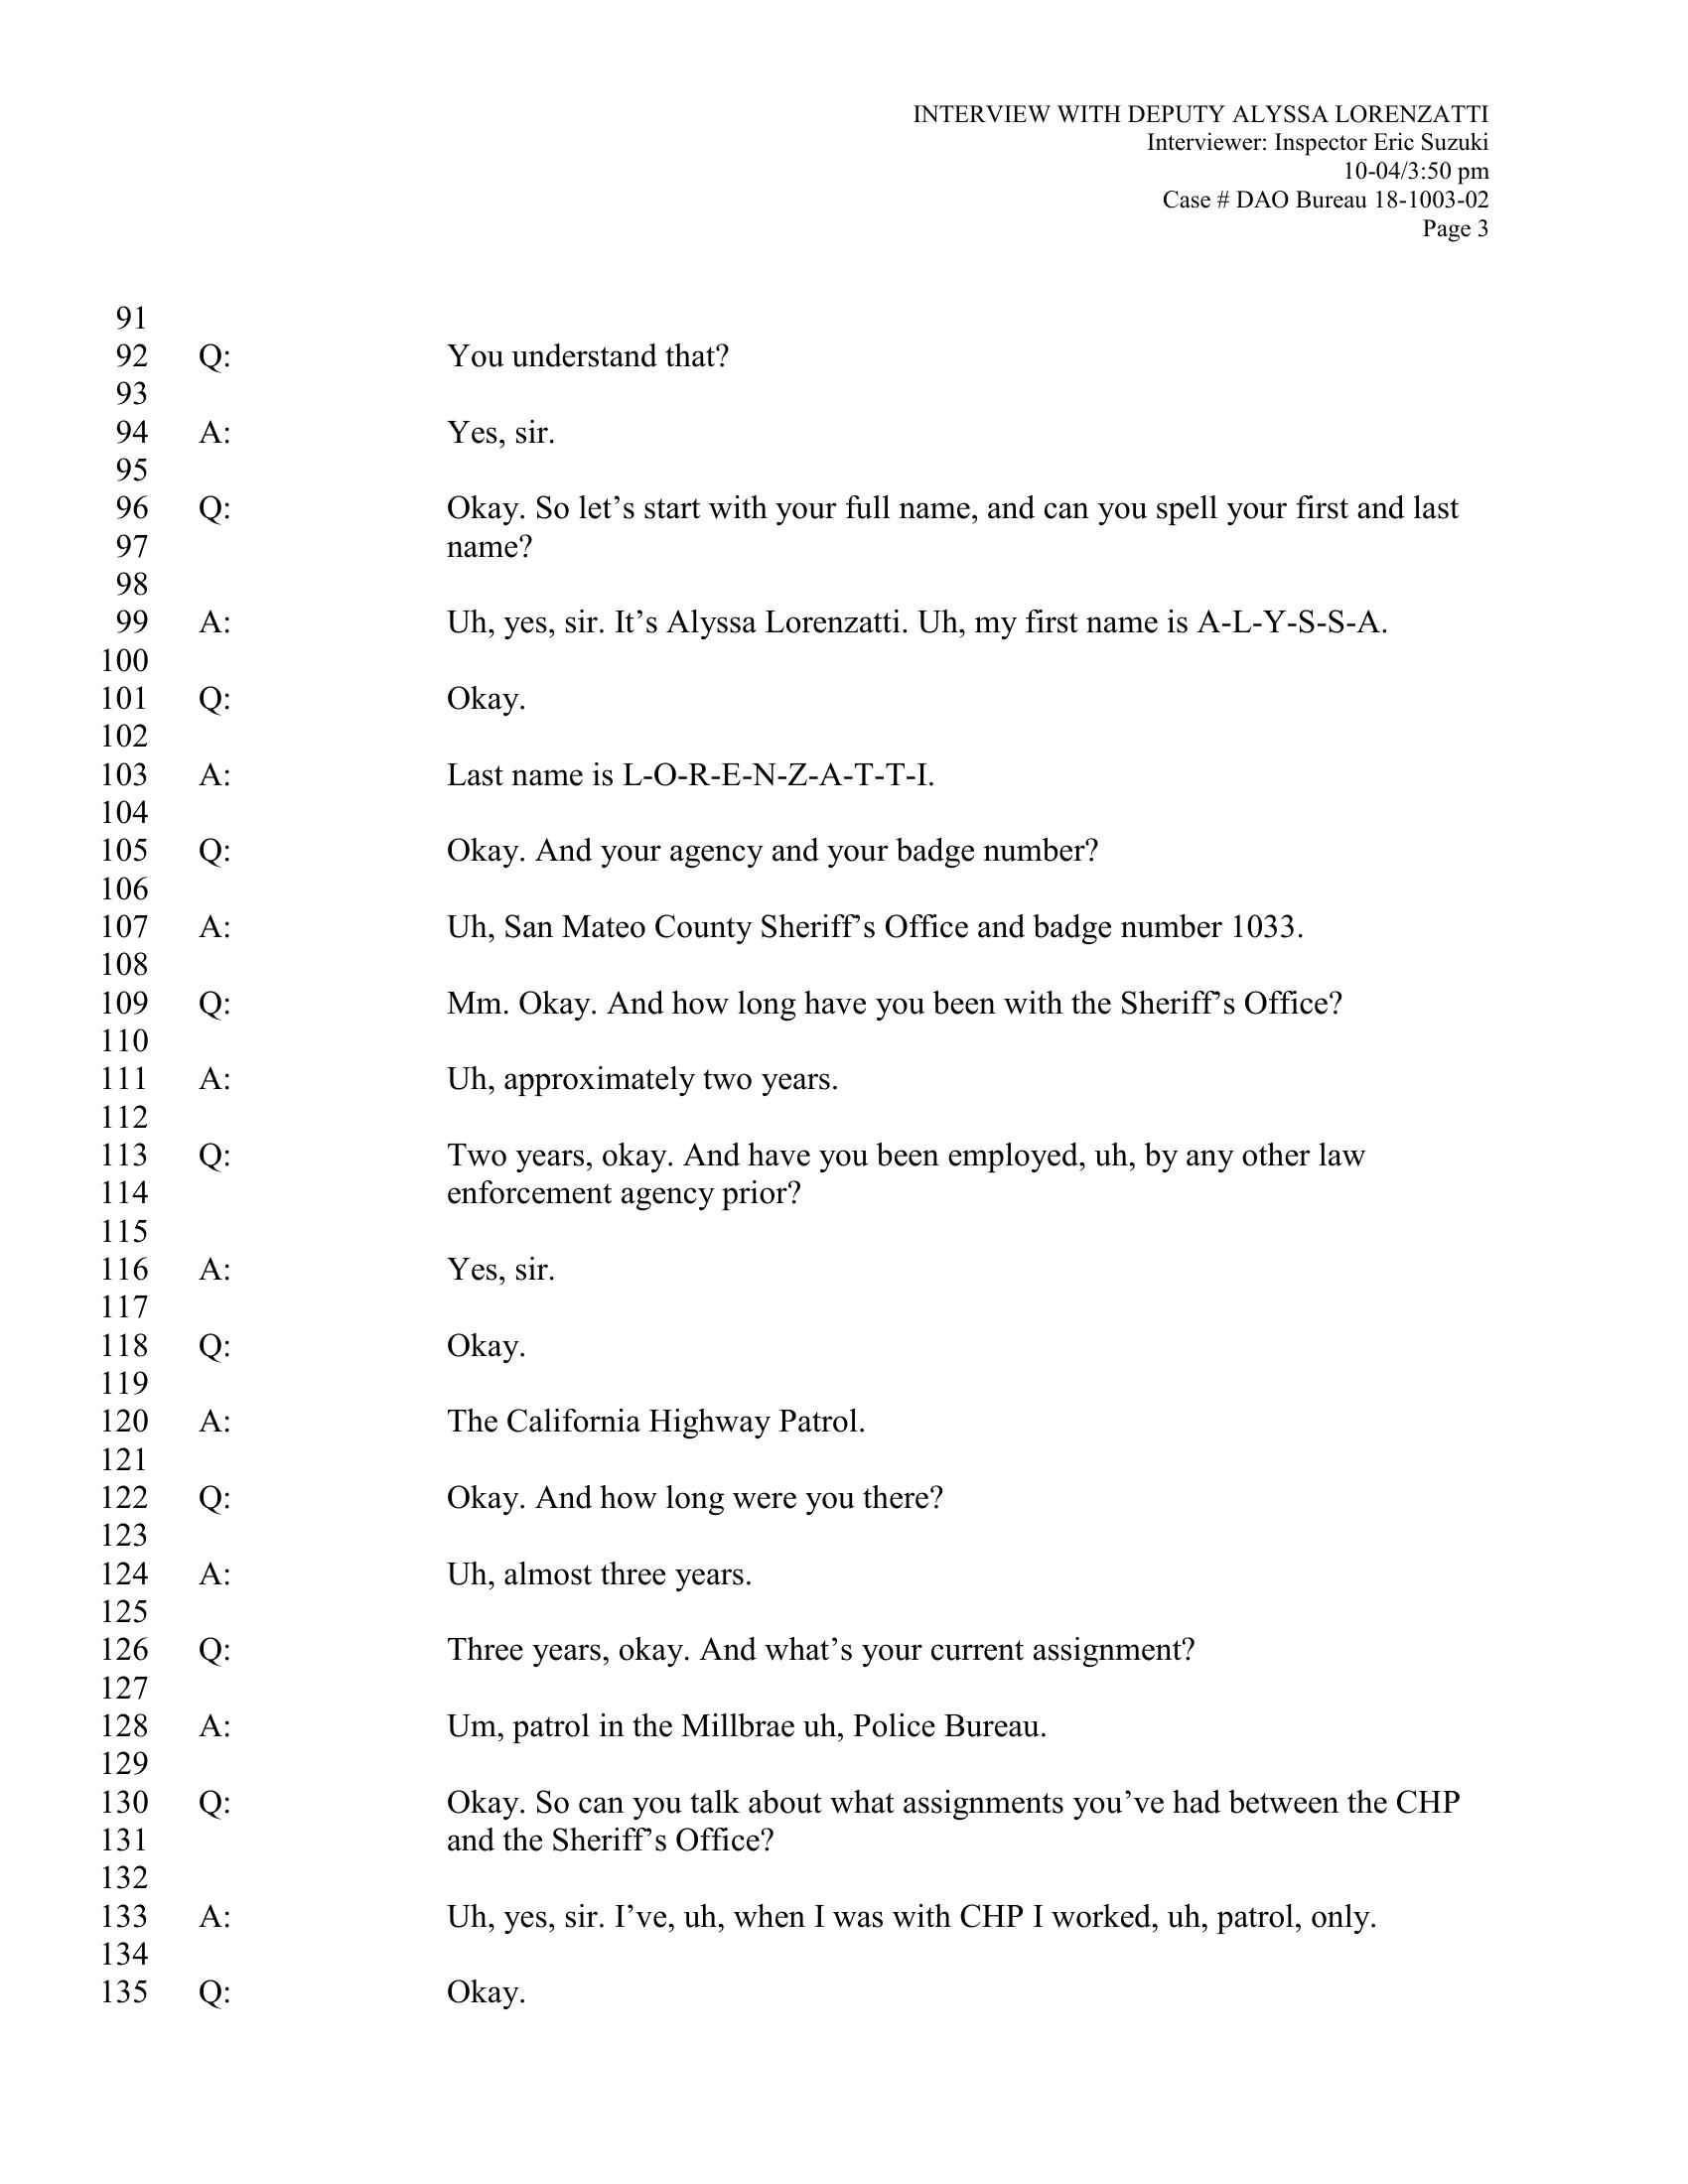 INTERVIEW WITH DEPUTY ALYSSA LORENZATTI
Interviewer: Inspector Eric Suzuki
10-04/3:50 pm
Case # DAO Bureau 18-1003-02
Page 3
91
92 Q: You understand that?
93
94 A: Yes, sir.
95
96 Q: Okay. So let’s start with your full name, and can you spell your first and last
97 name?
98
99 A: Uh, yes, sir. It’s Alyssa Lorenzatti. Uh, my first name is A-L-Y-S-S-A.
100
101 Q: Okay.
102
103 A: Last name is L-O-R-E-N-Z-A-T-T-I.
104
105 Q: Okay. And your agency and your badge number?
106
107 A: Uh, San Mateo County Sheriff’s Office and badge number 1033.
108
109 Q: Mm. Okay. And how long have you been with the Sheriff’s Office?
110
111 A: Uh, approximately two years.
112
113 Q: Two years, okay. And have you been employed, uh, by any other law
114 enforcement agency prior?
115
116 A: Yes, sir.
117
118 Q: Okay.
119
120 A: The California Highway Patrol.
121
122 Q: Okay. And how long were you there?
123
124 A: Uh, almost three years.
125
126 Q: Three years, okay. And what’s your current assignment?
127
128 A: Um, patrol in the Millbrae uh, Police Bureau.
129
130 Q: Okay. So can you talk about what assignments you’ve had between the CHP
131 and the Sheriff’s Office?
132
133 A: Uh, yes, sir. I’ve, uh, when I was with CHP I worked, uh, patrol, only.
134
135 Q: Okay.